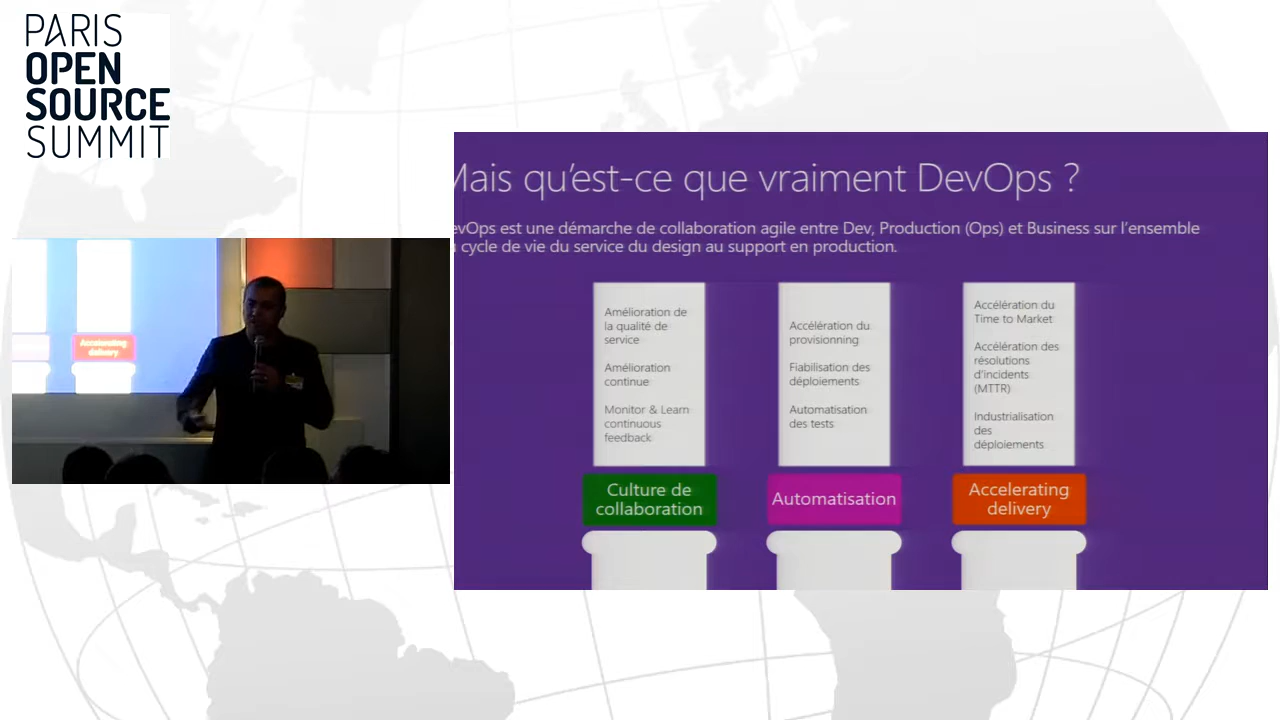 PARIS
OPEN
SOURCE
SUMMIT
Mais qu'est-ce que vraiment DevOps ?
evOps est une démarche de collaboration agile entre Dev, Production (Ops) et Business sur l'ensemble
cycle de vie du service du design au support en production.
Amélioration de
la qualité de
service
Amélioration
continue
Monitor & Learn
continuous
feedback
Culture de
collaboration
Accélération du
provisionning
Fiabilisation des
déploiements
Automatisation
des tests
Automatisation
Accélération du
Time to Market
Accélération des
résolutions
d'incidents
(MTTR)
Industrialisation
des
déploiements
Accelerating
delivery
Accelerating
delivery